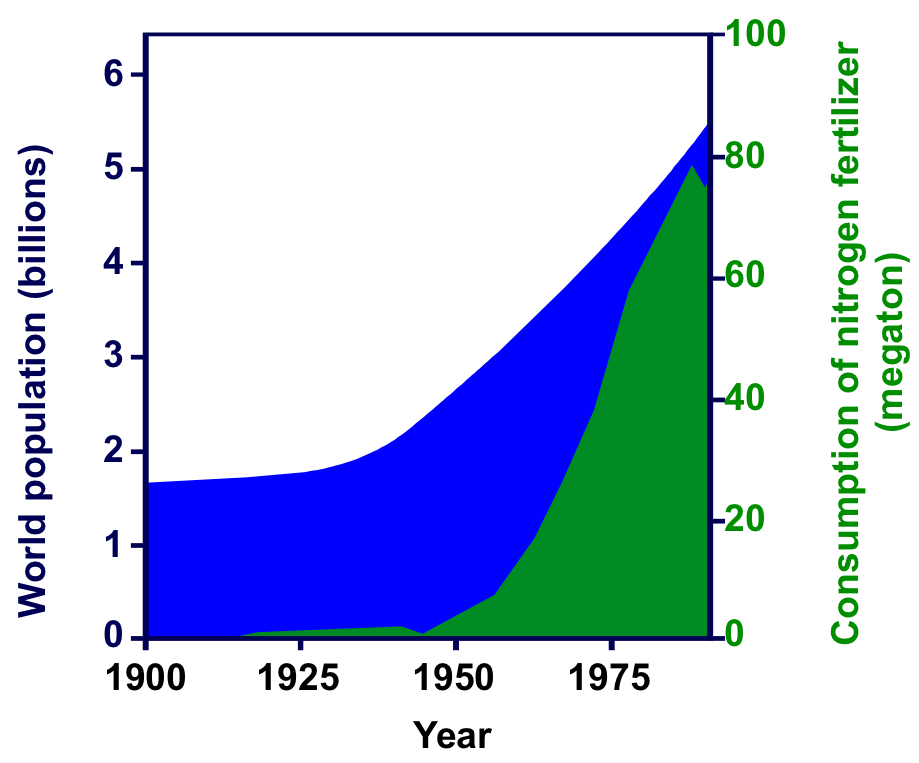 World population (billions)
6
5
4
3
2
1
0
100
80
60
40
20
0
Consumption of nitrogen fertilizer
(megaton)
1900 1925 1950 1975
Year